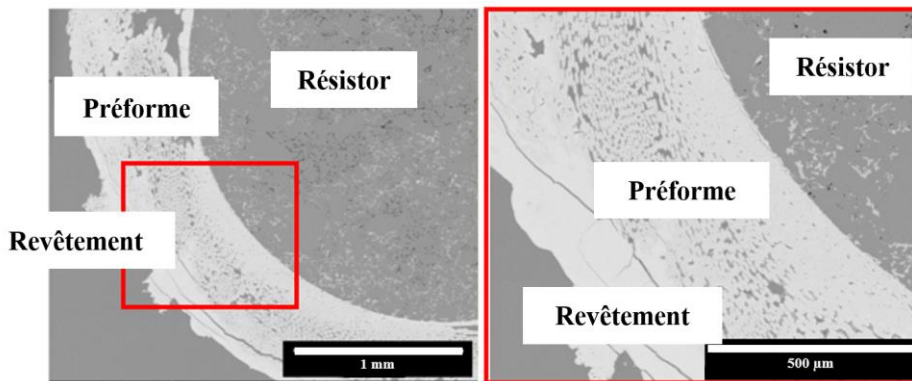 Résistor
Préforme
Revêtement
1 mm
Résistor
Préforme
Revêtement
500 µm